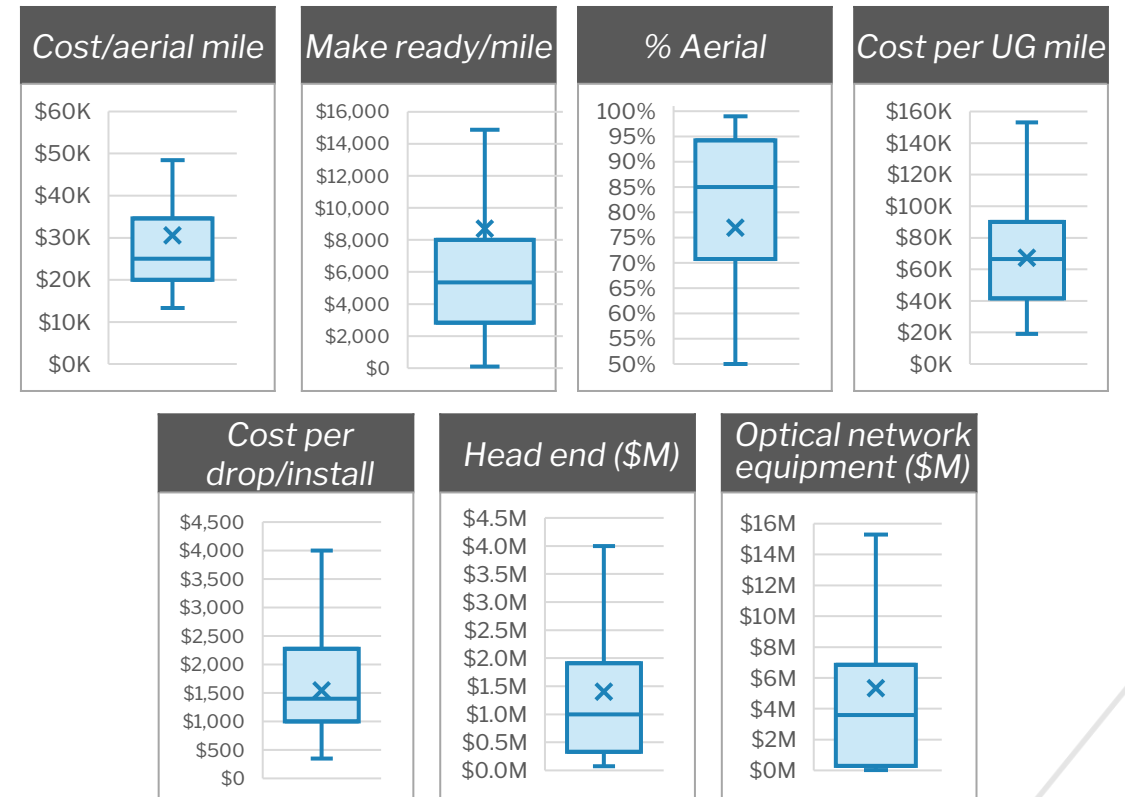 Cost/aerial mile
$60K
$50K
$40K
$30K
$20K
$10K
$0K
Make ready/mile
$16,000
$14,000
$12,000
$10,000
$8,000
$6,000
$4,000
$2,000
$0
% Aerial
100%
95%
90%
85%
80%
75%
70%
65%
60%
55%
50%
Cost per UG mile
$160K
$140K
$120K
$100K
$80K
$60K
$40K
$20K
$0K
Cost per
drop/install
$4,500
$4,000
$3,500
$3,000
$2,500
$2,000
$1,500
$1,000
$500
$0
Head end ($M)
$4.5M
$4.0M
$3.5M
$3.0M
$2.5M
$2.0M
$1.5M
$1.0M
$0.5M
$0.0M
Optical network
equipment ($M)
$16M
$14M
$12M
$10M
$8M
$6M
$4M
$2M
$0M